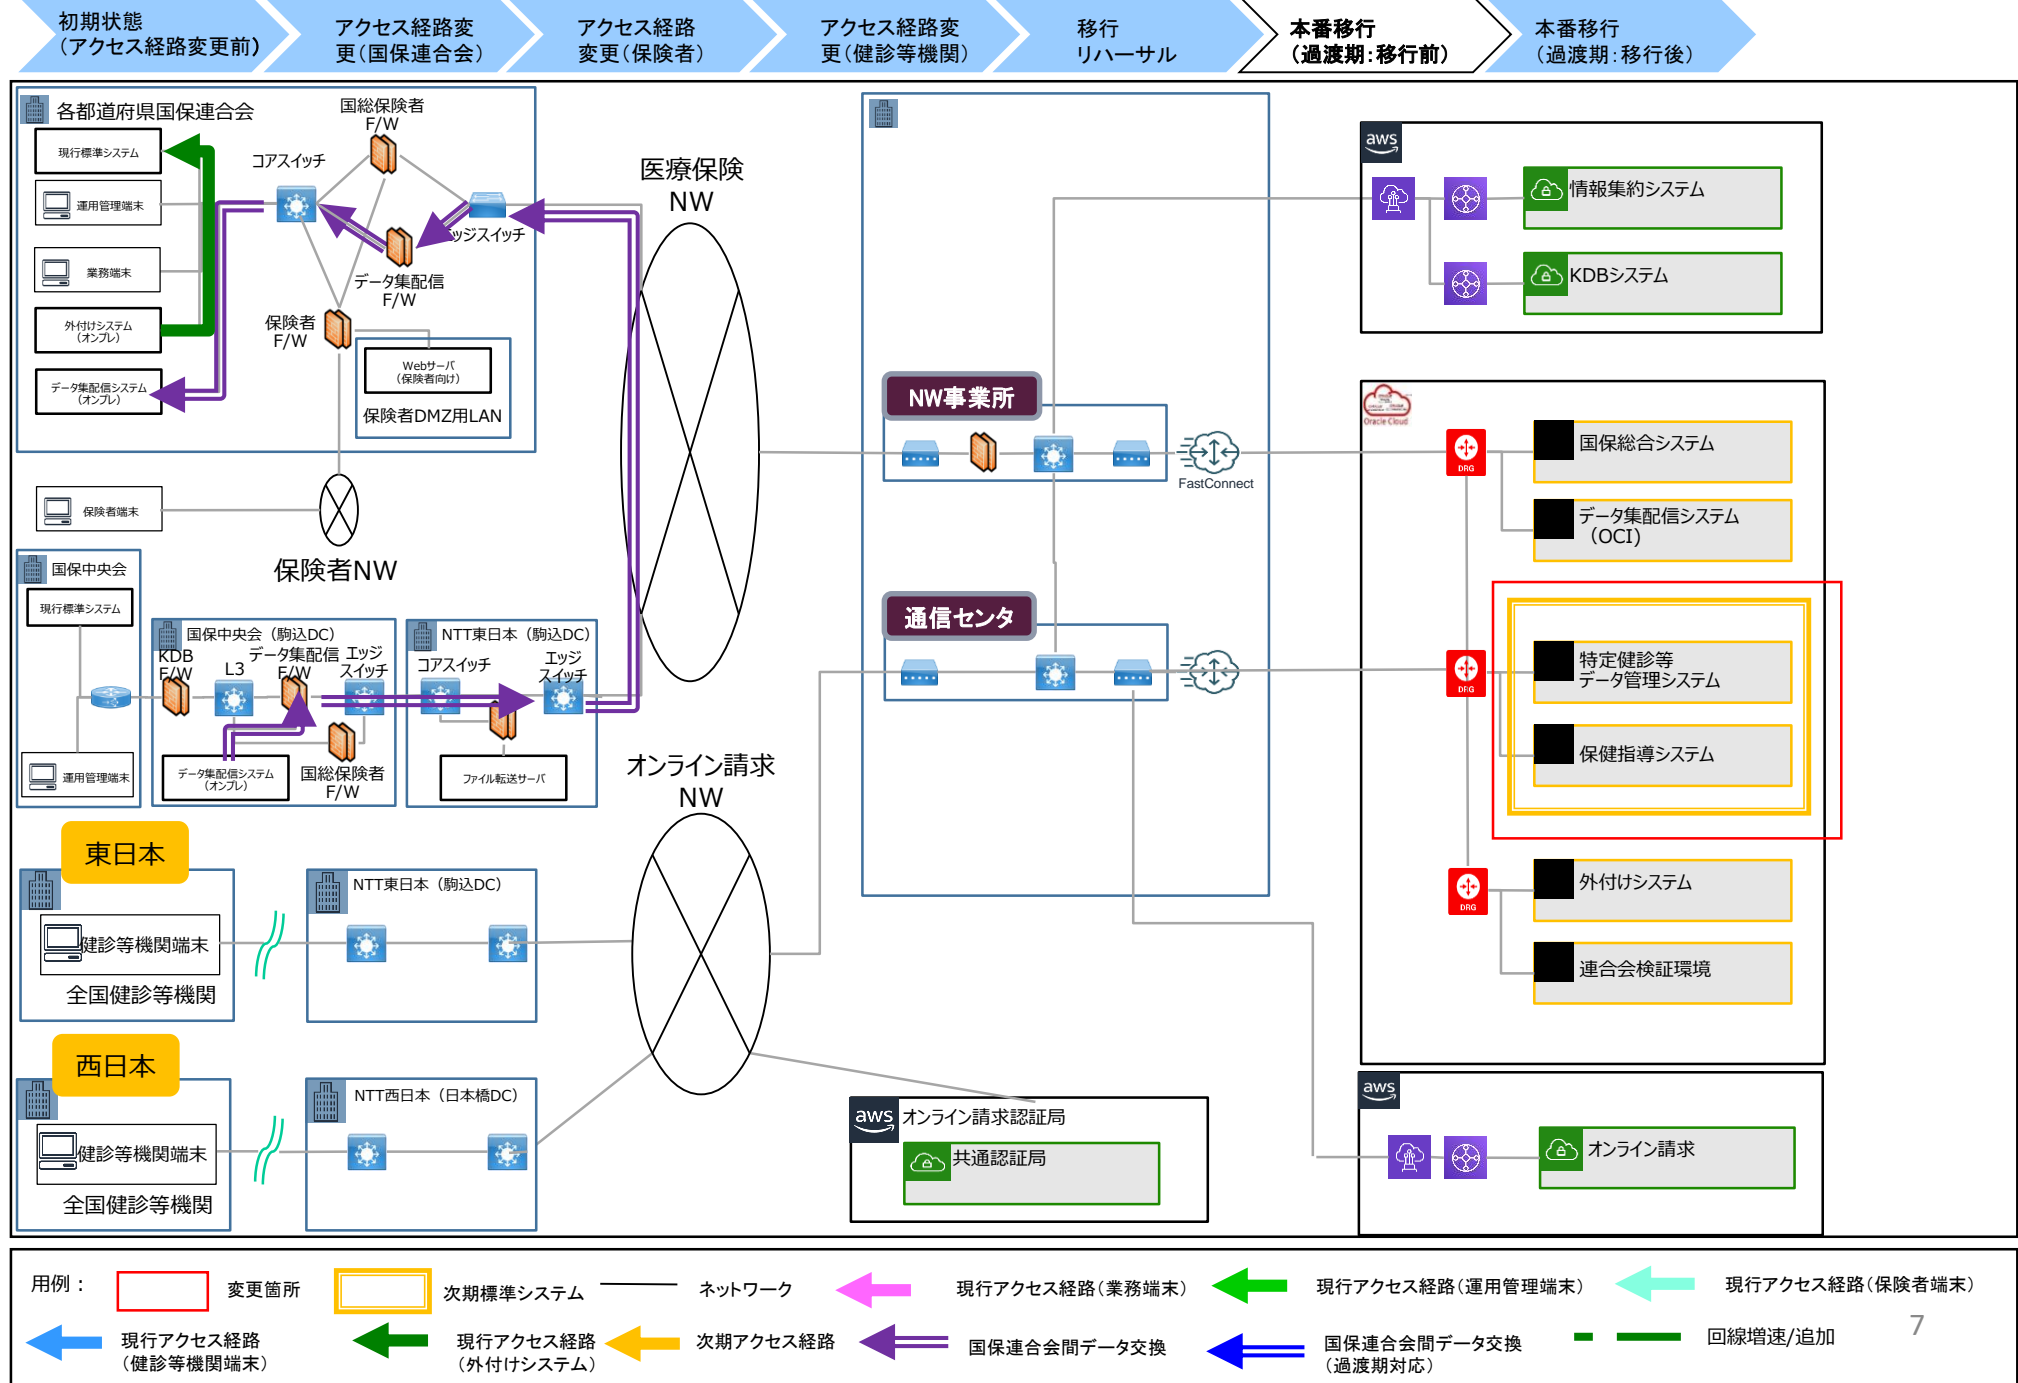 初期状態
（アクセス経路変更前）
アクセス経路変
更（国保連合会）
アクセス経路
変更（保険者）
アクセス経路変
更（健診等機関）
移行
リハーサル
本番移行
（過渡期：移行前）
本番移行
（過渡期：移行後）
各都道府県国保連合会
国総保険者
F/W
現行標準システム
コアスイッチ
運用管理端末
エッジスイッチ
業務端末
データ集配信
F/W
外付けシステム
（オンプレ）
保険者
F/W
Webサーバ
（保険者向け）
データ集配信システム
（オンプレ）
保険者DMZ用LAN
保険者端末
保険者NW
医療保険
NW
国保中央会
現行標準システム
運用管理端末
国保中央会（駒込DC）
KDB
F/W
L3
データ集配信
F/W
エッジ
スイッチ
データ集配信システム
（オンプレ）
国総保険者
F/W
NTT東日本（駒込DC）
コアスイッチ
エッジ
スイッチ
ファイル転送サーバ
オンライン請求
NW
東日本
健診等機関端末
全国健診等機関
NTT東日本（駒込DC）
西日本
健診等機関端末
全国健診等機関
NTT西日本（日本橋DC）
NW事業所
FastConnect
通信センタ
aws
オンライン請求認証局
共通認証局
aws
情報集約システム
KDBシステム
Oracle Cloud
DRG
国保総合システム
データ集配信システム
（OCI）
DRG
特定健診等
データ管理システム
保健指導システム
DRG
外付けシステム
連合会検証環境
aws
オンライン請求
用例：
変更箇所
次期標準システム
ネットワーク
現行アクセス経路（業務端末）
現行アクセス経路（運用管理端末）
現行アクセス経路（保険者端末）
現行アクセス経路
（健診等機関端末）
現行アクセス経路
（外付けシステム）
次期アクセス経路
国保連合会間データ交換
国保連合会間データ交換
（過渡期対応）
回線増速/追加
7